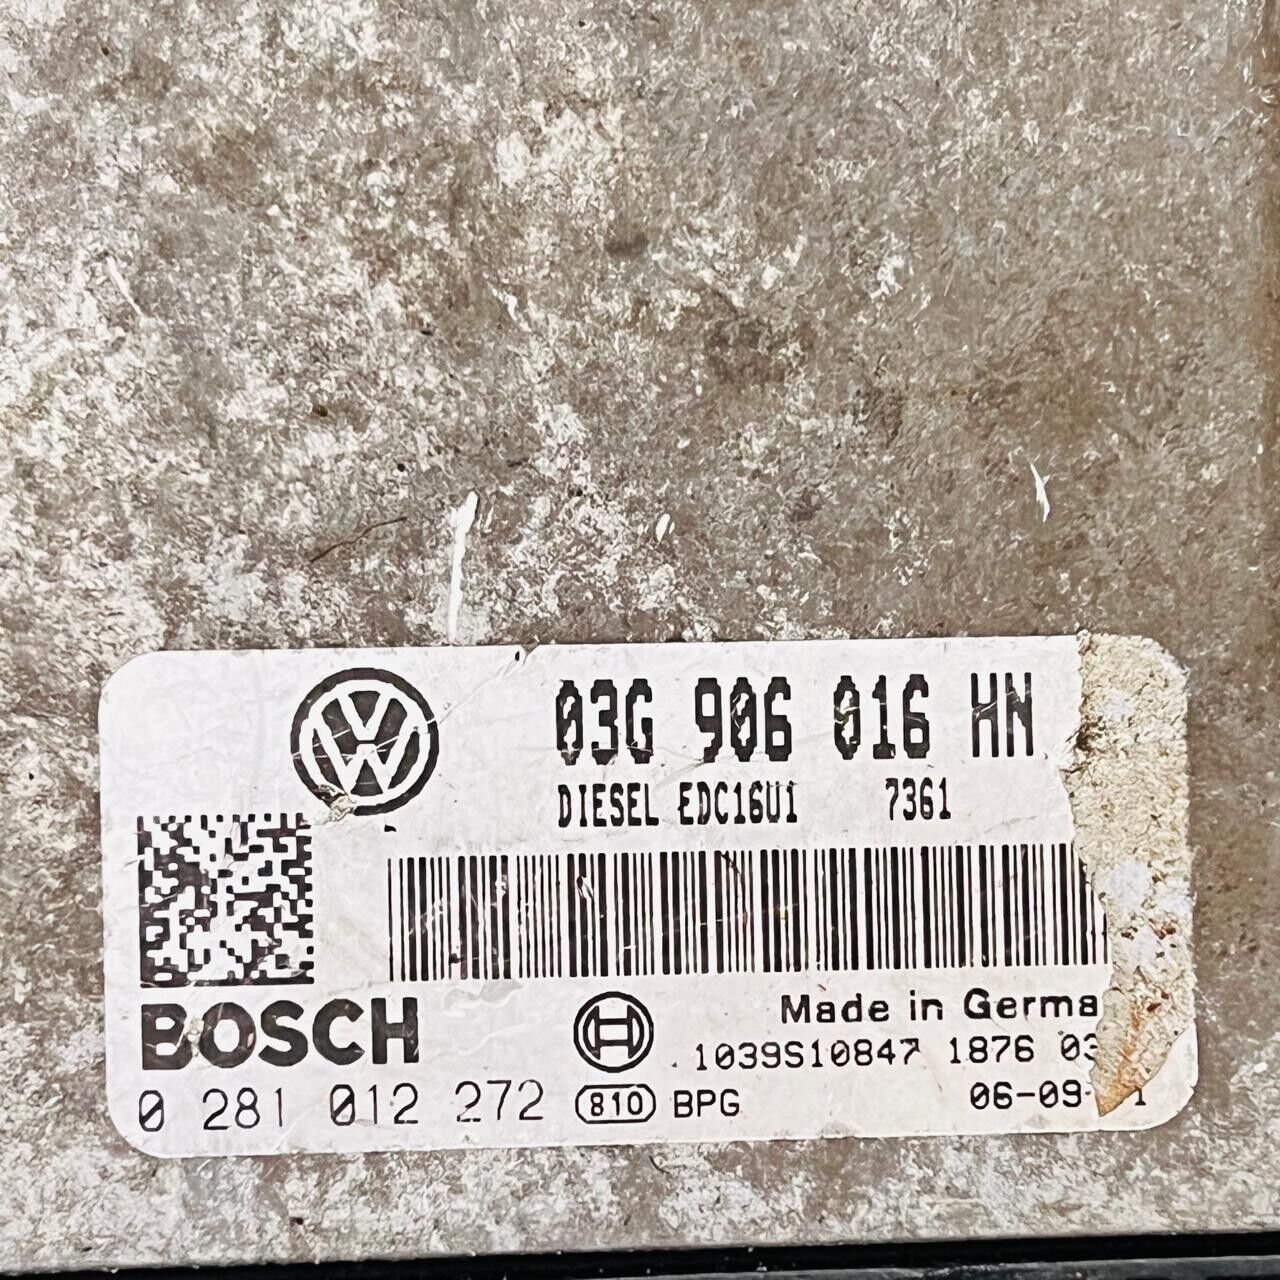 03G 906 016 HN
DIESEL EDC16U1 7361
BOSCH
Made in Germa
1039S10847 1876 03
0 281 012 272 810 BPG
06-09- 1